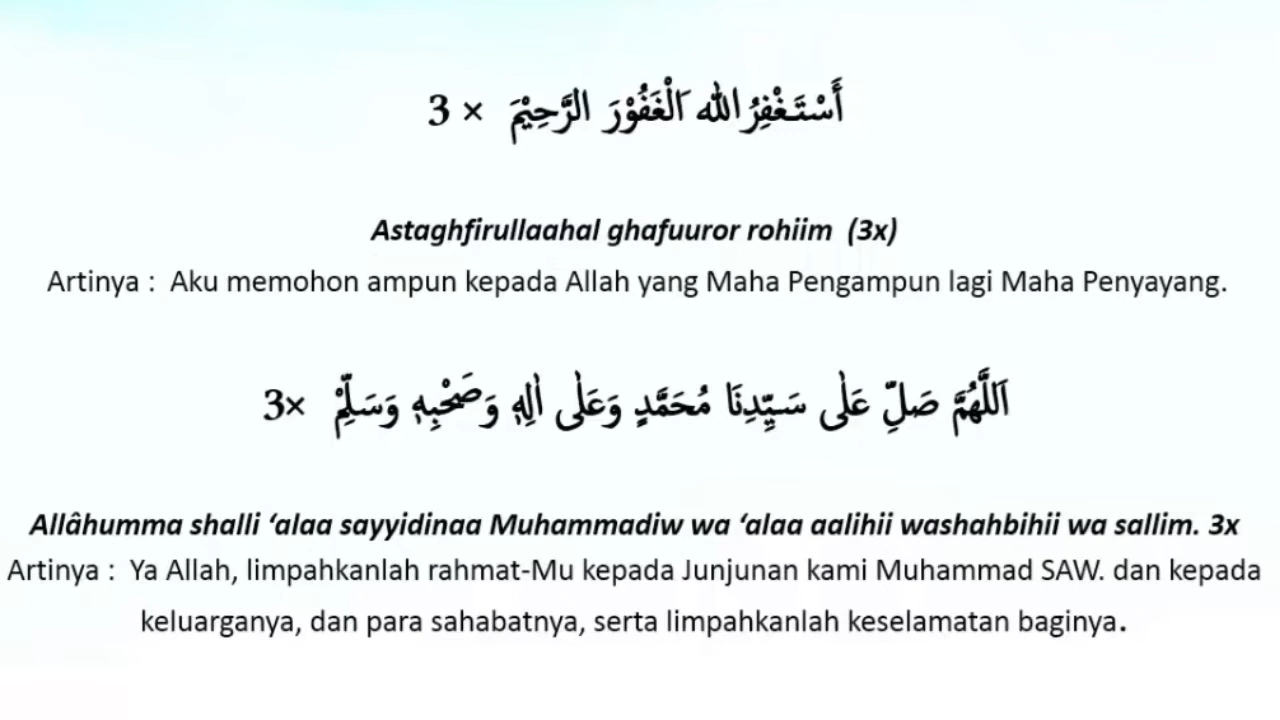 أَسْتَغْفِرُ الله َالْغَفُوْرَ الرَّحِيْمَ × 3
Astaghfirullaahal ghafuuror rohiim (3x)
Artinya : Aku memohon ampun kepada Allah yang Maha Pengampun lagi Maha Penyayang.
اَللّٰهُمَّ صَلِّ عَلٰى سَيِّدِنَا مُحَمَّدٍ وَعَلٰى اٰلِهٖ وَصَحْبِهٖ وَسَلِّمْ ×3
Allâhumma shalli ‘alaa sayyidinaa Muhammadiw wa ‘alaa aalihii washahbihii wa sallim. 3x
Artinya : Ya Allah, limpahkanlah rahmat-Mu kepada Junjunan kami Muhammad SAW. dan kepada
keluarganya, dan para sahabatnya, serta limpahkanlah keselamatan baginya.